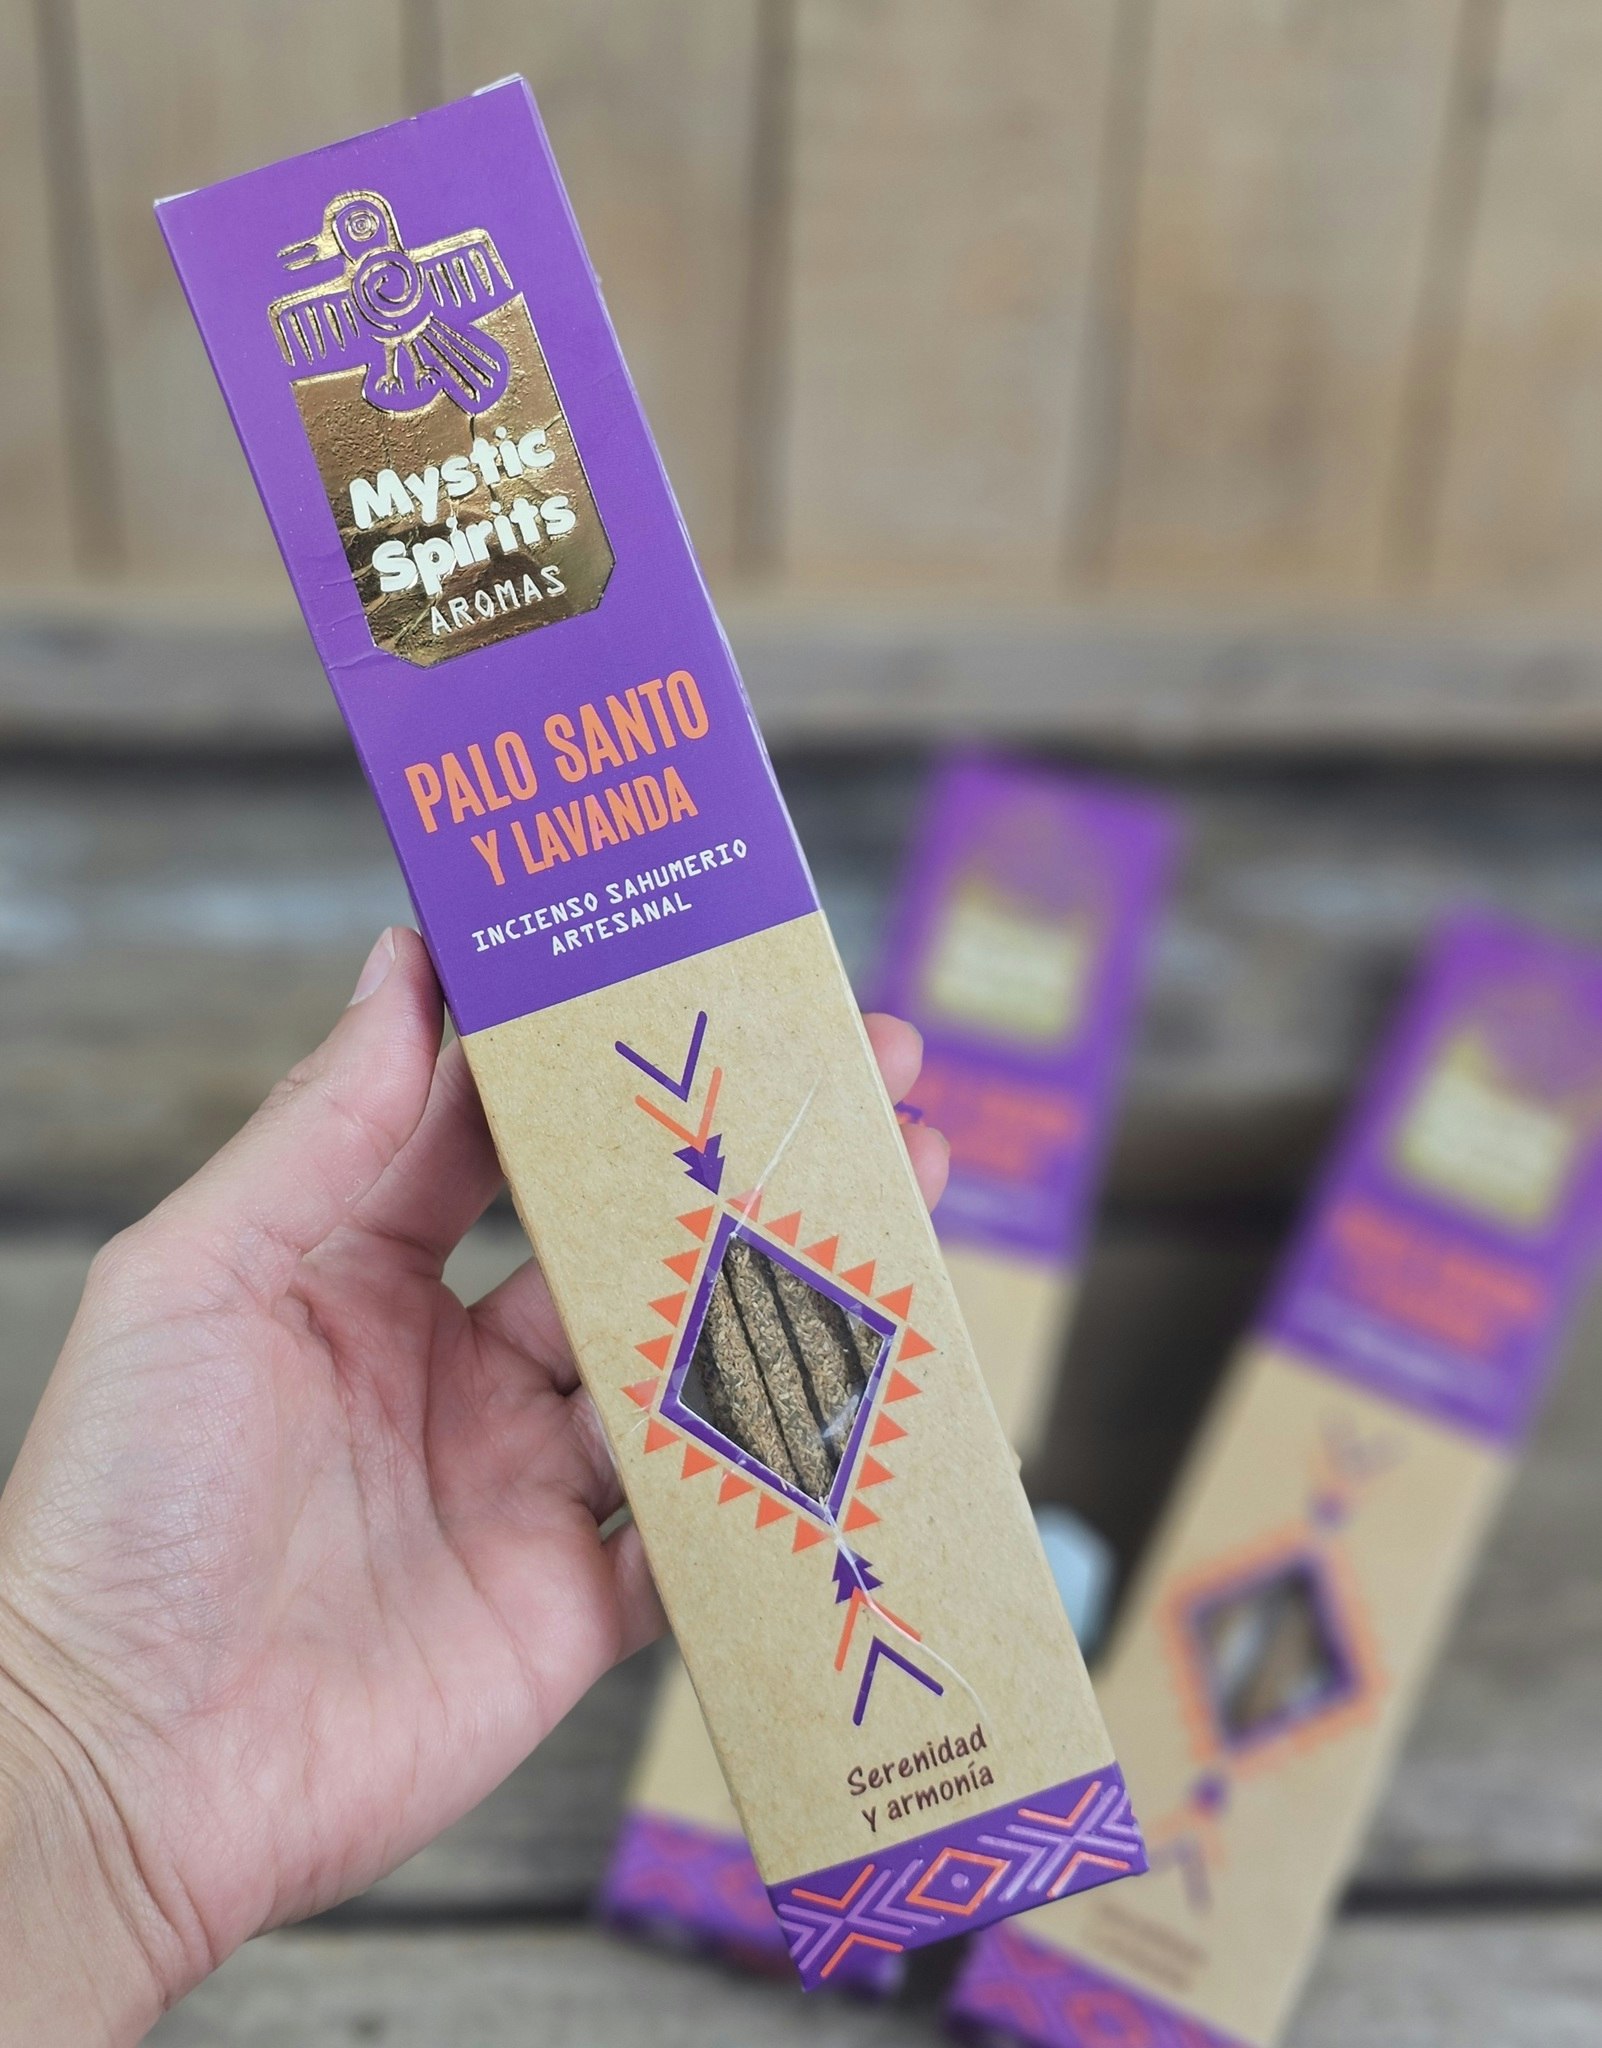 Mystic
Spirits
AROMAS
PALO SANTO
Y LAVANDA
INCIENSO SAHUMERIO
ARTESANAL
Serenidad
y armonía